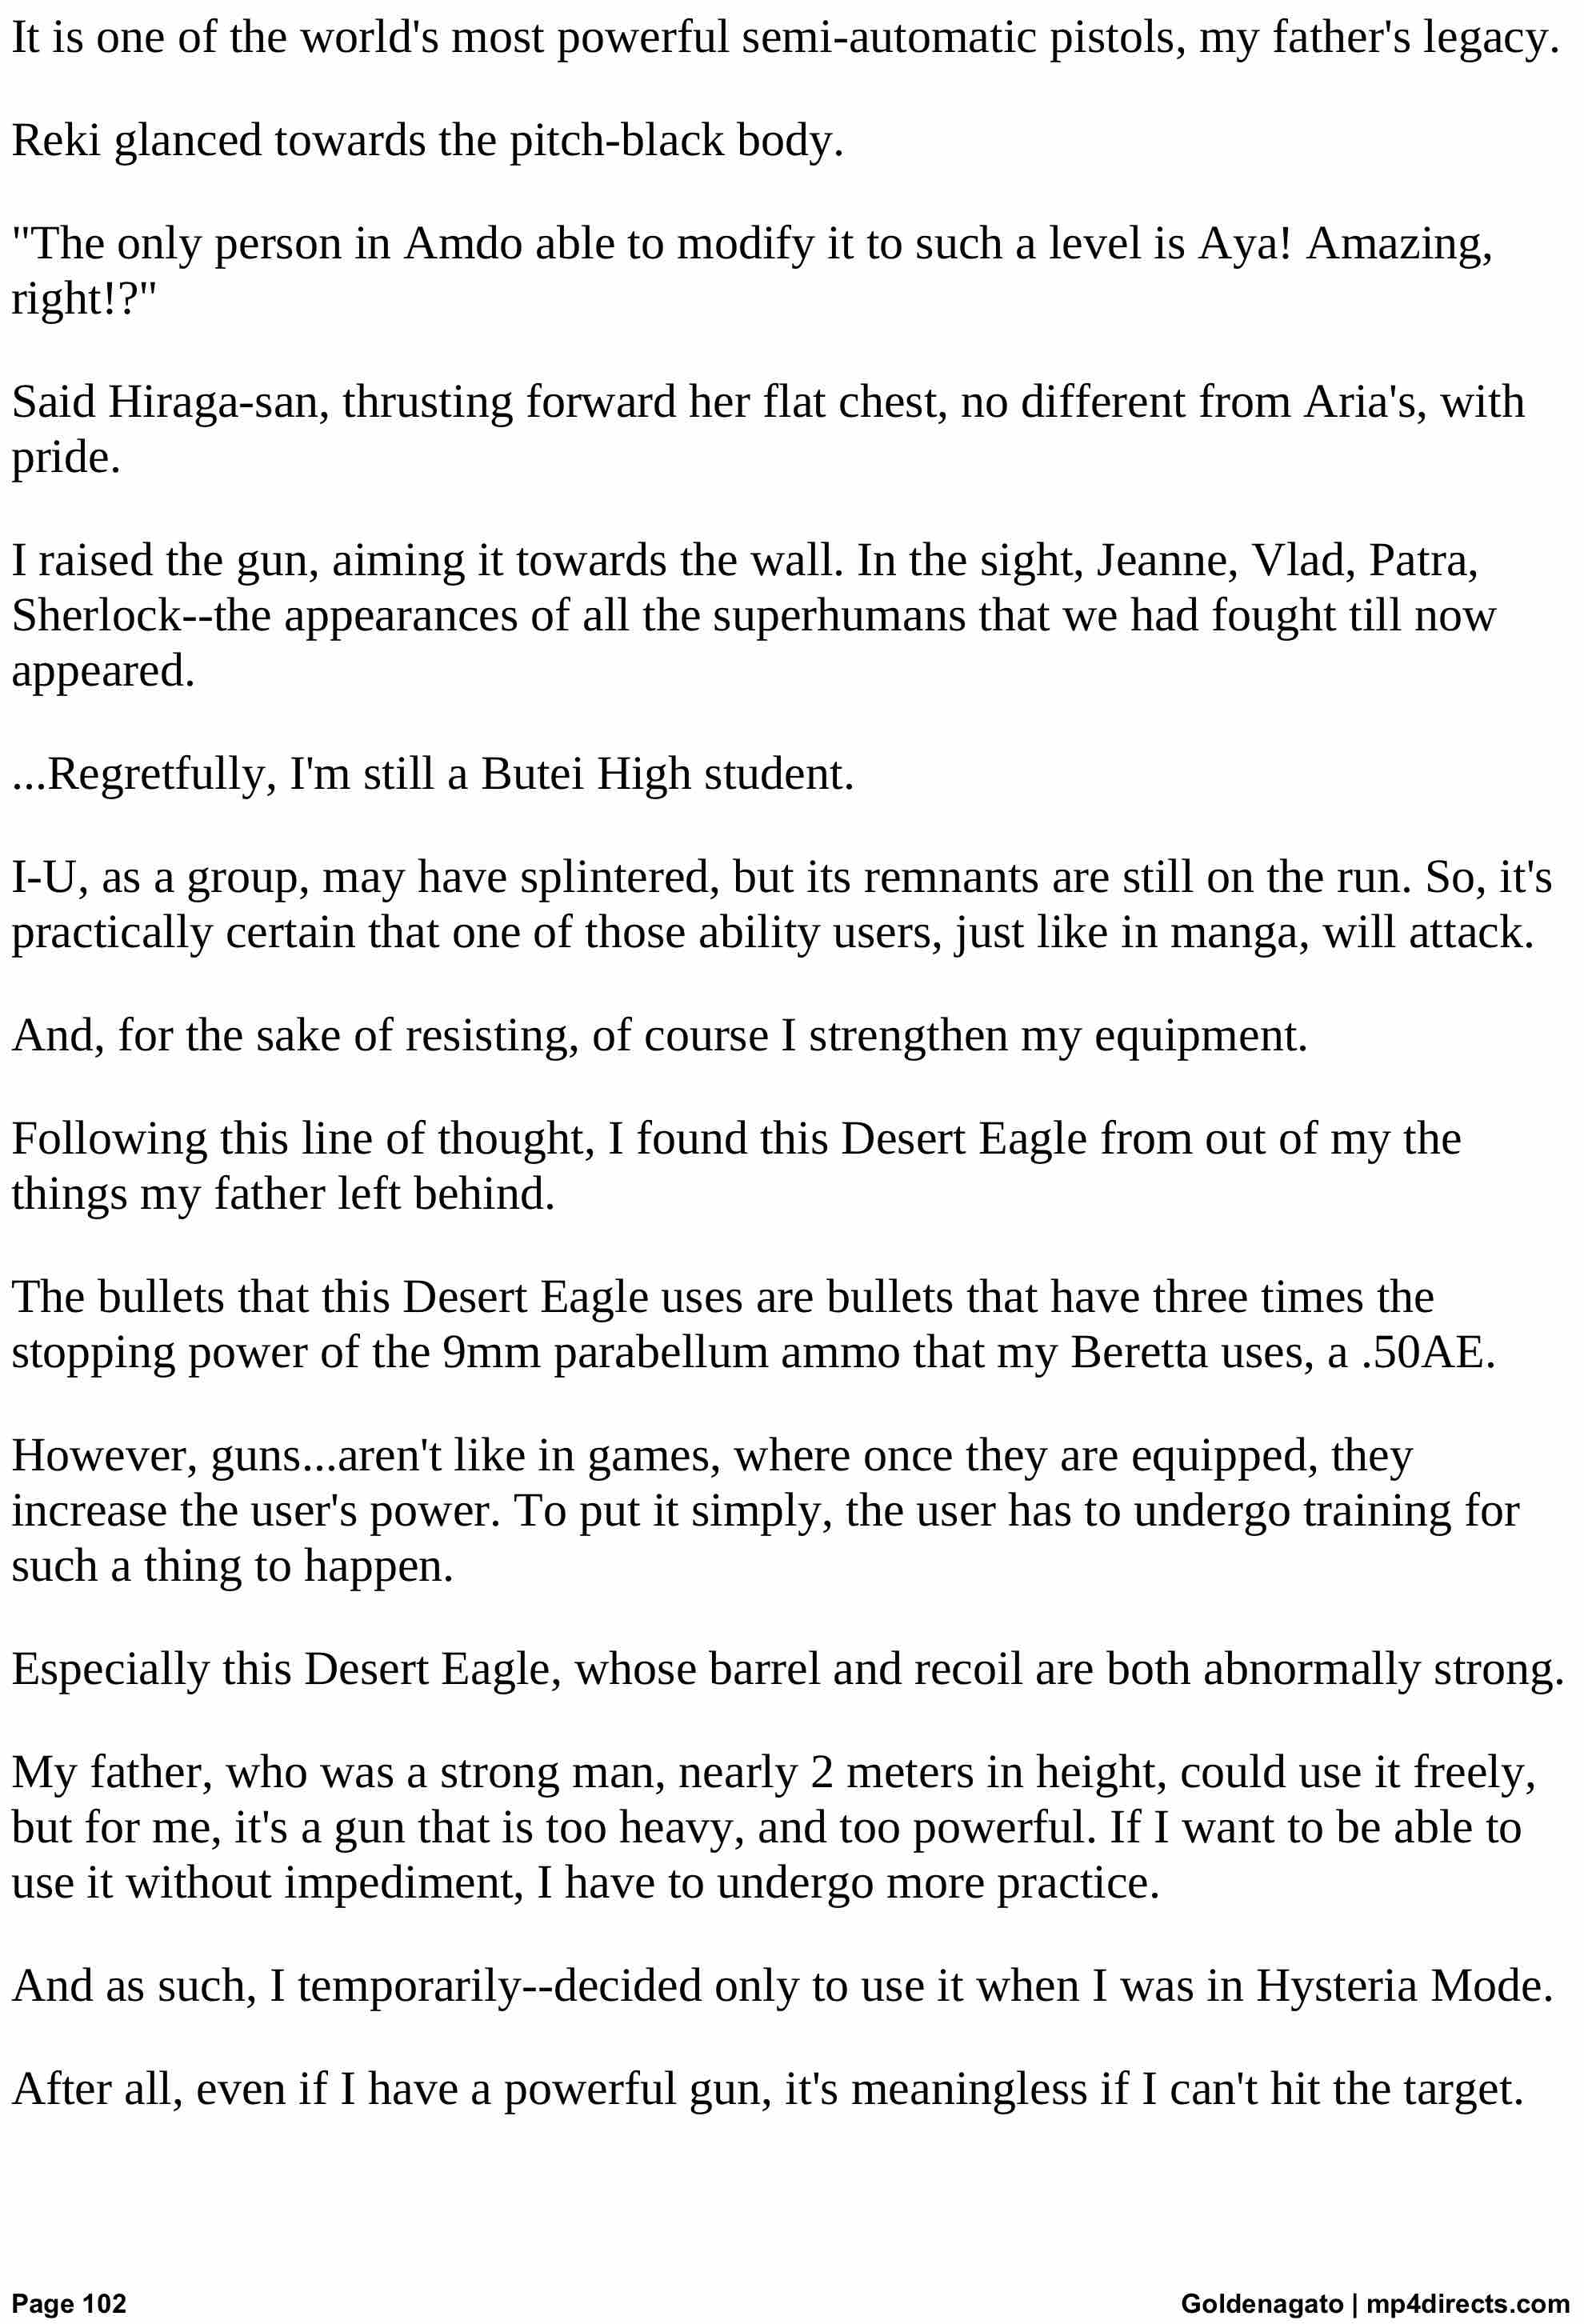 It is one of the world's most powerful semi-automatic pistols, my father's legacy.
Reki glanced towards the pitch-black body.
"The only person in Amdo able to modify it to such a level is Aya! Amazing,
right!?"
Said Hiraga-san, thrusting forward her flat chest, no different from Aria's, with
pride.
I raised the gun, aiming it towards the wall. In the sight, Jeanne, Vlad, Patra,
Sherlock--the appearances of all the superhumans that we had fought till now
appeared.
...Regretfully, I'm still a Butei High student.
I-U, as a group, may have splintered, but its remnants are still on the run. So, it's
practically certain that one of those ability users, just like in manga, will attack.
And, for the sake of resisting, of course I strengthen my equipment.
Following this line of thought, I found this Desert Eagle from out of my the
things my father left behind.
The bullets that this Desert Eagle uses are bullets that have three times the
stopping power of the 9mm parabellum ammo that my Beretta uses, a .50AE.
However, guns...aren't like in games, where once they are equipped, they
increase the user's power. To put it simply, the user has to undergo training for
such a thing to happen.
Especially this Desert Eagle, whose barrel and recoil are both abnormally strong.
My father, who was a strong man, nearly 2 meters in height, could use it freely,
but for me, it's a gun that is too heavy, and too powerful. If I want to be able to
use it without impediment, I have to undergo more practice.
And as such, I temporarily--decided only to use it when I was in Hysteria Mode.
After all, even if I have a powerful gun, it's meaningless if I can't hit the target.
Page 102
Goldenagato | mp4directs.com